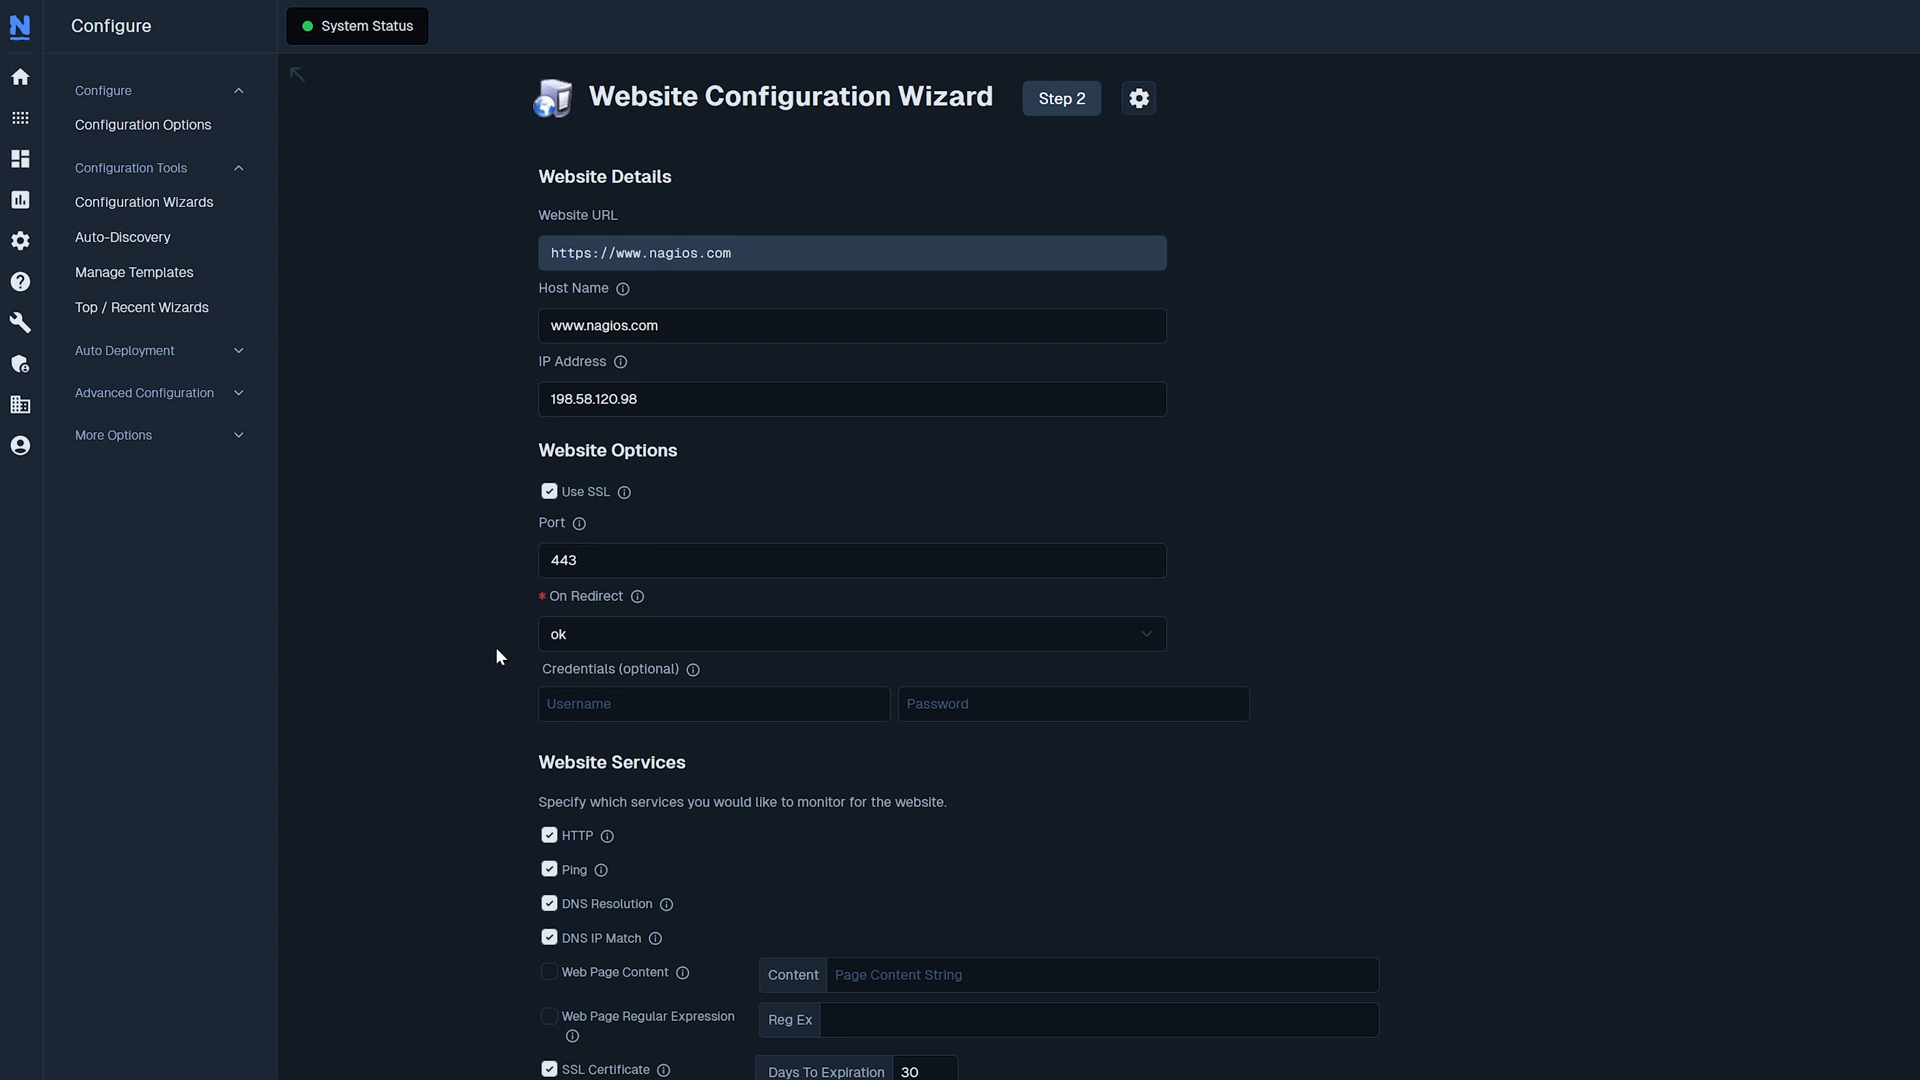 N
Configure
System Status
Configure
Configuration Options
Configuration Tools
Configuration Wizards
Auto-Discovery
Manage Templates
Top / Recent Wizards
Auto Deployment
Advanced Configuration
More Options
Website Configuration Wizard
Step 2
Website Details
Website URL
https://www.nagios.com
Host Name
www.nagios.com
IP Address
198.58.120.98
Website Options
Use SSL
Port
443
* On Redirect
ok
Credentials (optional)
Username Password
Website Services
Specify which services you would like to monitor for the website.
HTTP
Ping
DNS Resolution
DNS IP Match
Web Page Content Content Page Content String
Web Page Regular Expression Reg Ex
SSL Certificate Days To Expiration 30